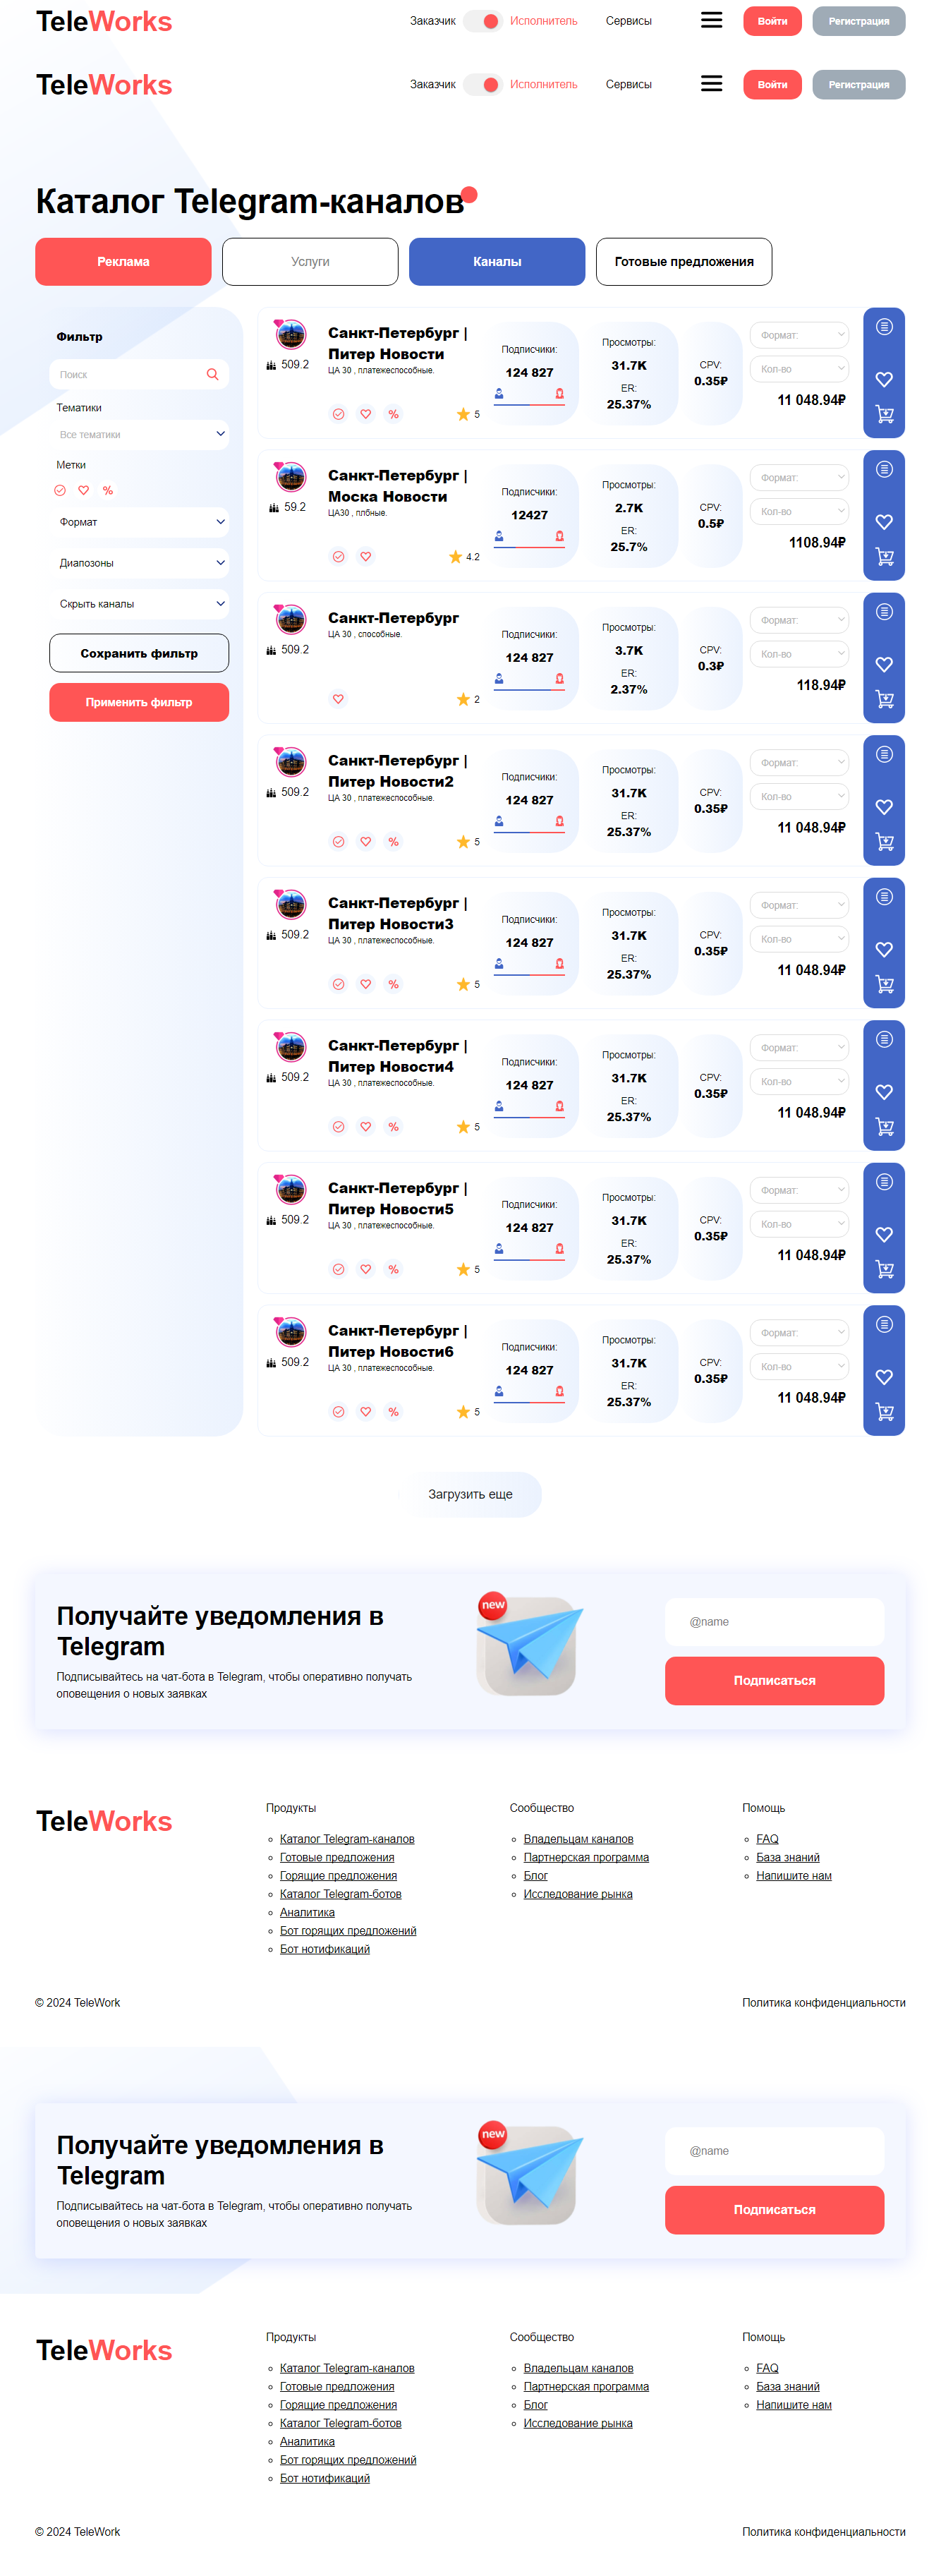 TeleWorks
Заказчик Исполнитель Сервисы Войти Регистрация
TeleWorks
Заказчик Исполнитель Сервисы Войти Регистрация
Каталог Telegram-каналов
Реклама Услуги Каналы Готовые предложения
Фильтр
Поиск
Тематики
Все тематики
Метки
Формат
Диапозоны
Скрыть каналы
Сохранить фильтр
Применить фильтр
509.2
Санкт-Петербург |
Питер Новости
ЦА 30 , платежеспособные.
5
Подписчики:
124 827
Просмотры:
31.7K
ER:
25.37%
CPV:
0.35₽
Формат:
Кол-во
11 048.94₽
59.2
Санкт-Петербург |
Моска Новости
ЦА30 , плбные.
4.2
Подписчики:
12427
Просмотры:
2.7K
ER:
25.7%
CPV:
0.5₽
Формат:
Кол-во
1108.94₽
509.2
Санкт-Петербург
ЦА 30 , способные.
2
Подписчики:
124 827
Просмотры:
3.7K
ER:
2.37%
CPV:
0.3₽
Формат:
Кол-во
118.94₽
509.2
Санкт-Петербург |
Питер Новости2
ЦА 30 , платежеспособные.
5
Подписчики:
124 827
Просмотры:
31.7K
ER:
25.37%
CPV:
0.35₽
Формат:
Кол-во
11 048.94₽
509.2
Санкт-Петербург |
Питер Новости3
ЦА 30 , платежеспособные.
5
Подписчики:
124 827
Просмотры:
31.7K
ER:
25.37%
CPV:
0.35₽
Формат:
Кол-во
11 048.94₽
509.2
Санкт-Петербург |
Питер Новости4
ЦА 30 , платежеспособные.
5
Подписчики:
124 827
Просмотры:
31.7K
ER:
25.37%
CPV:
0.35₽
Формат:
Кол-во
11 048.94₽
509.2
Санкт-Петербург |
Питер Новости5
ЦА 30 , платежеспособные.
5
Подписчики:
124 827
Просмотры:
31.7K
ER:
25.37%
CPV:
0.35₽
Формат:
Кол-во
11 048.94₽
509.2
Санкт-Петербург |
Питер Новости6
ЦА 30 , платежеспособные.
5
Подписчики:
124 827
Просмотры:
31.7K
ER:
25.37%
CPV:
0.35₽
Формат:
Кол-во
11 048.94₽
Загрузить еще
Получайте уведомления в
Telegram
Подписывайтесь на чат-бота в Telegram, чтобы оперативно получать
оповещения о новых заявках
new
@name
Подписаться
TeleWorks
Продукты
Каталог Telegram-каналов
Готовые предложения
Горящие предложения
Каталог Telegram-ботов
Аналитика
Бот горящих предложений
Бот нотификаций
Сообщество
Владельцам каналов
Партнерская программа
Блог
Исследование рынка
Помощь
FAQ
База знаний
Напишите нам
© 2024 TeleWork
Политика конфиденциальности
Получайте уведомления в
Telegram
Подписывайтесь на чат-бота в Telegram, чтобы оперативно получать
оповещения о новых заявках
new
@name
Подписаться
TeleWorks
Продукты
Каталог Telegram-каналов
Готовые предложения
Горящие предложения
Каталог Telegram-ботов
Аналитика
Бот горящих предложений
Бот нотификаций
Сообщество
Владельцам каналов
Партнерская программа
Блог
Исследование рынка
Помощь
FAQ
База знаний
Напишите нам
© 2024 TeleWork
Политика конфиденциальности